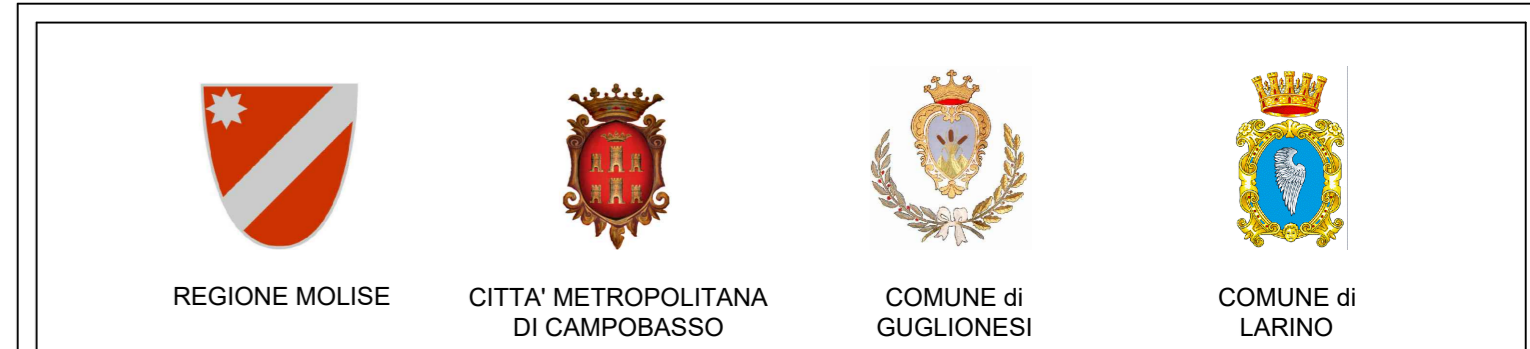 REGIONE MOLISE
CITTA' METROPOLITANA
DI CAMPOBASSO
COMUNE di
GUGLIONESI
COMUNE di
LARINO